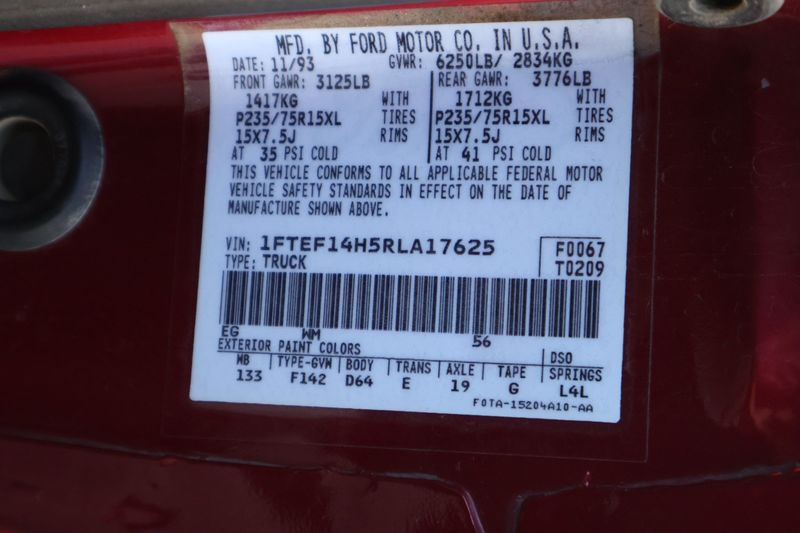 MFD. BY FORD MOTOR CO. IN U.S.A.
DATE: 11/93 GVWR: 6250LB/ 2834KG
FRONT GAWR: 3125LB REAR GAWR: 3776LB
1417KG WITH 1712KG WITH
P235/75R15XL TIRES P235/75R15XL TIRES
15X7.5J RIMS 15X7.5J RIMS
AT 35 PSI COLD AT 41 PSI COLD
THIS VEHICLE CONFORMS TO ALL APPLICABLE FEDERAL MOTOR
VEHICLE SAFETY STANDARDS IN EFFECT ON THE DATE OF
MANUFACTURE SHOWN ABOVE.
VIN: 1FTEF14H5RLA17625 F0067
TYPE: TRUCK T0209
EG WM 56
EXTERIOR PAINT COLORS DSO
WB TYPE-GVW BODY TRANS AXLE TAPE SPRINGS
133 F142 D64 E 19 G L4L
F0TA-15204A10-AA